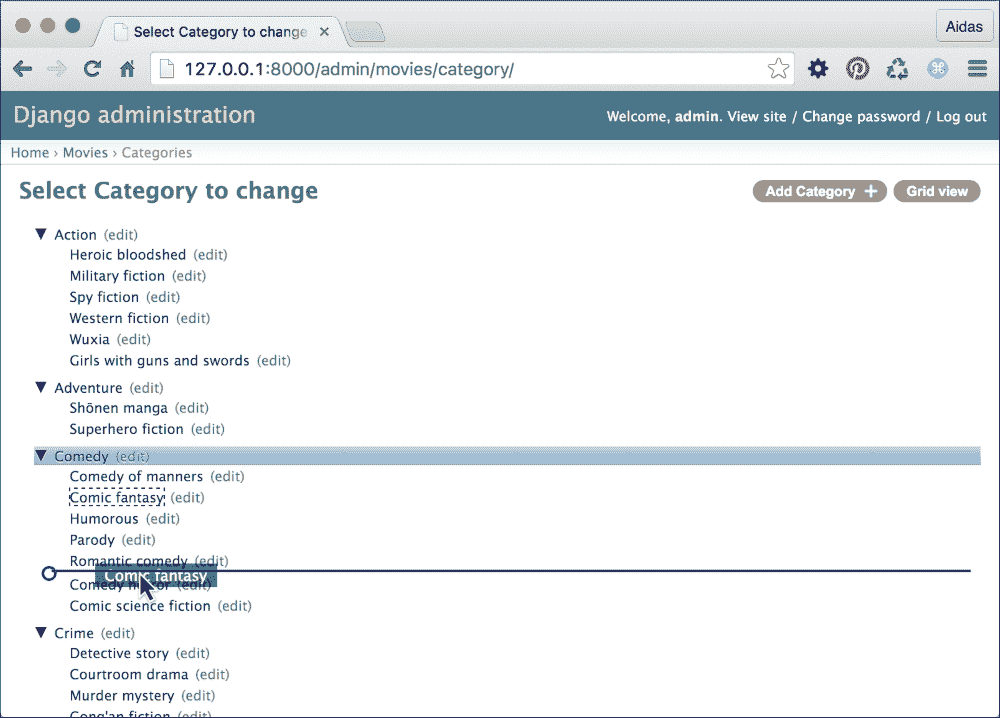 Select Category to change
Aidas
127.0.0.1:8000/admin/movies/category/
Django administration
Welcome, admin. View site / Change password / Log out
Home › Movies › Categories
Select Category to change
Add Category +
Grid view
Action (edit)
Heroic bloodshed (edit)
Military fiction (edit)
Spy fiction (edit)
Western fiction (edit)
Wuxia (edit)
Girls with guns and swords (edit)
Adventure (edit)
Shōnen manga (edit)
Superhero fiction (edit)
Comedy (edit)
Comedy of manners (edit)
Comic fantasy (edit)
Humorous (edit)
Parody (edit)
Romantic comedy (edit)
Comic fantasy
Comedy horror (edit)
Comic science fiction (edit)
Crime (edit)
Detective story (edit)
Courtroom drama (edit)
Murder mystery (edit)
Gong'an fiction (edit)